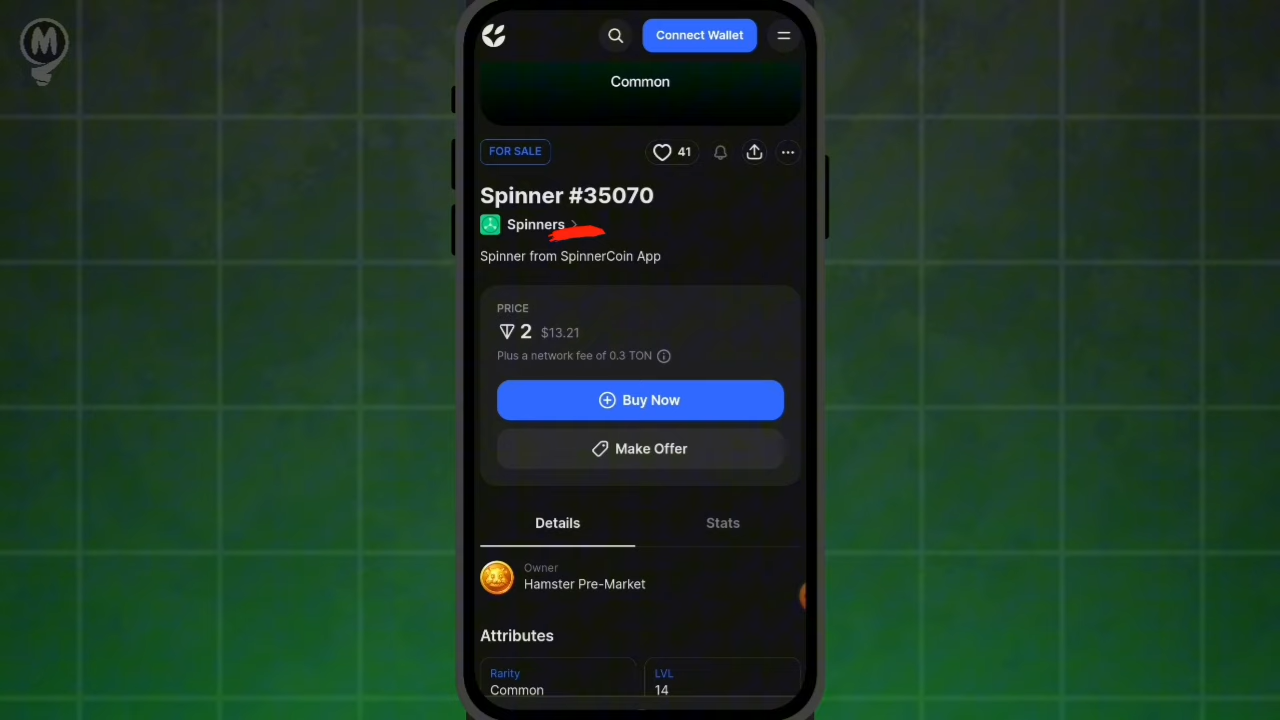 M
Connect Wallet
Common
FOR SALE
41
Spinner #35070
Spinners
Spinner from SpinnerCoin App
PRICE
2 $13.21
Plus a network fee of 0.3 TON
Buy Now
Make Offer
Details Stats
Owner
Hamster Pre-Market
Attributes
Rarity LVL
Common 14